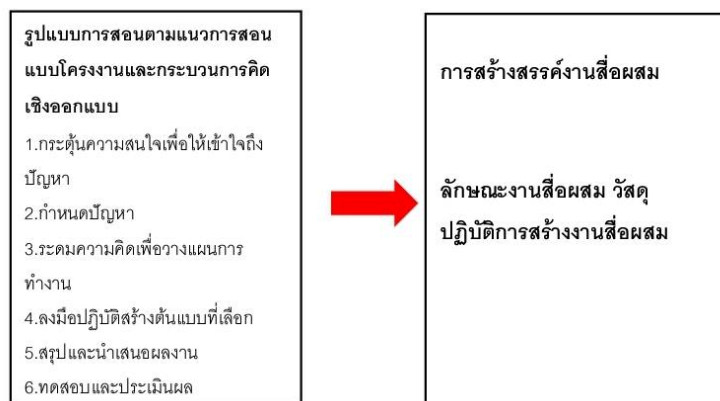 รูปแบบการสอนตามแนวการสอน
แบบโครงงานและกระบวนการคิด
เชิงออกแบบ
1.กระตุ้นความสนใจเพื่อให้เข้าใจถึง
ปัญหา
2.กำหนดปัญหา
3.ระดมความคิดเพื่อวางแผนการ
ทำงาน
4.ลงมือปฏิบัติสร้างต้นแบบที่เลือก
5.สรุปและนำเสนอผลงาน
6.ทดสอบและประเมินผล
การสร้างสรรค์งานสื่อผสม
ลักษณะงานสื่อผสม วัสดุ
ปฏิบัติการสร้างงานสื่อผสม